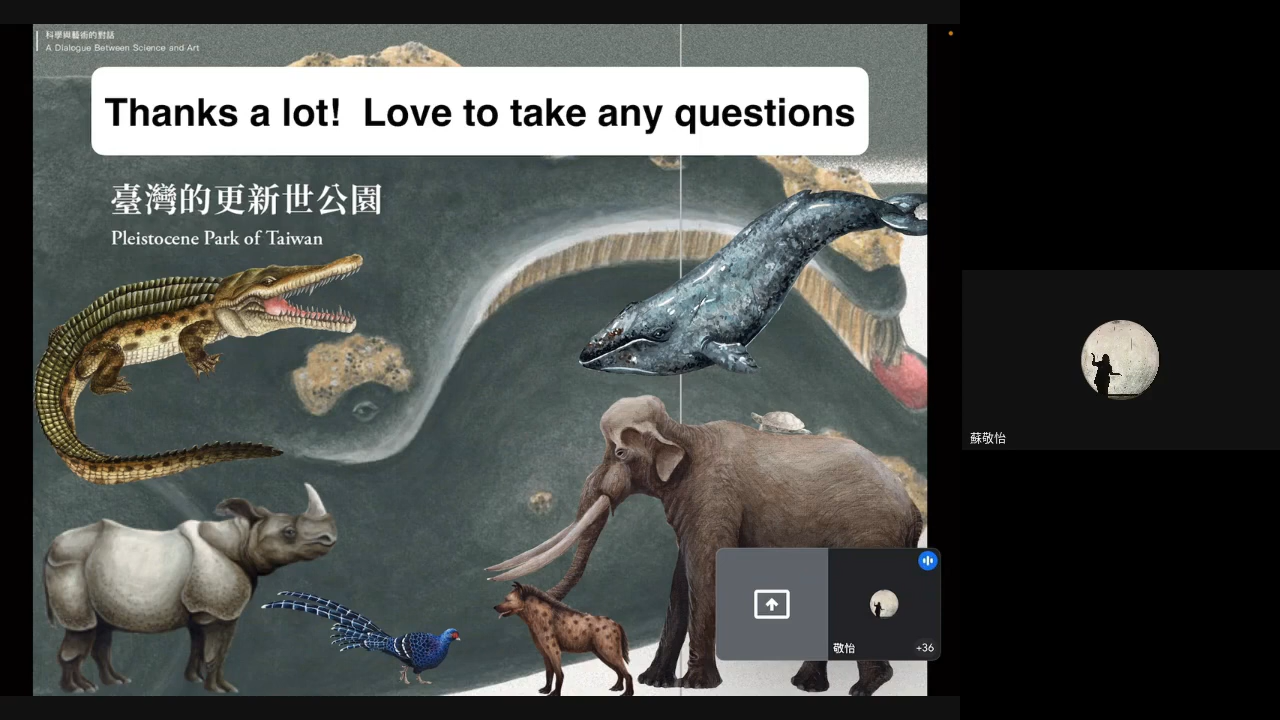 科學與藝術的對話
A Dialogue Between Science and Art
Thanks a lot!  Love to take any questions
臺灣的更新世公園
Pleistocene Park of Taiwan
蘇敬怡
敬怡
+36